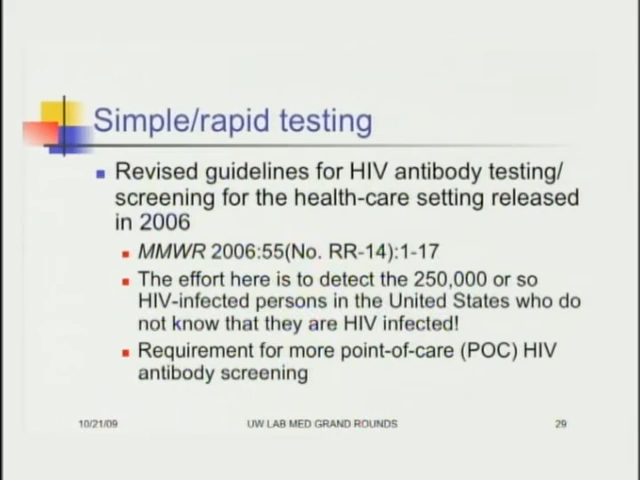 Simple/rapid testing
Revised guidelines for HIV antibody testing/
screening for the health-care setting released
in 2006
MMWR 2006:55(No. RR-14):1-17
The effort here is to detect the 250,000 or so
HIV-infected persons in the United States who do
not know that they are HIV infected!
Requirement for more point-of-care (POC) HIV
antibody screening
10/21/09
UW LAB MED GRAND ROUNDS
29